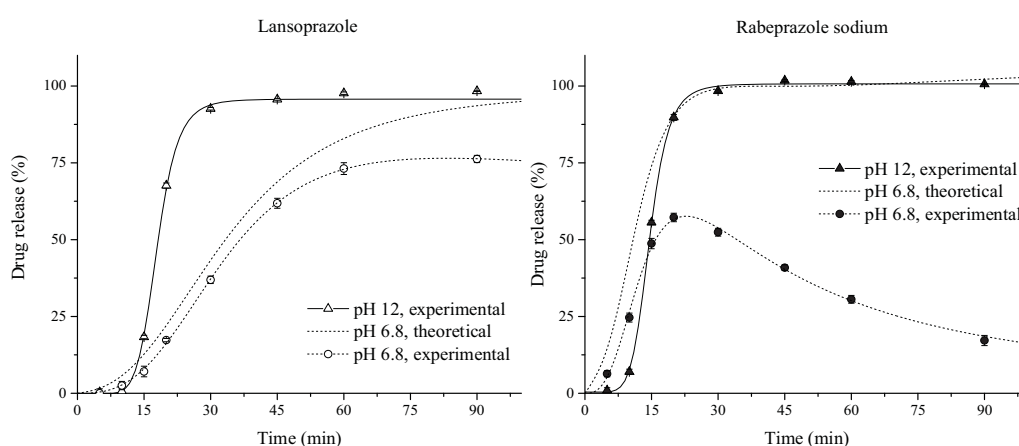 Lansoprazole
Drug release (%)
100
75
50
25
0
0 15 30 45 60 75 90
Time (min)
pH 12, experimental
pH 6.8, theoretical
pH 6.8, experimental
Rabeprazole sodium
Drug release (%)
100
75
50
25
0
0 15 30 45 60 75 90
Time (min)
pH 12, experimental
pH 6.8, theoretical
pH 6.8, experimental